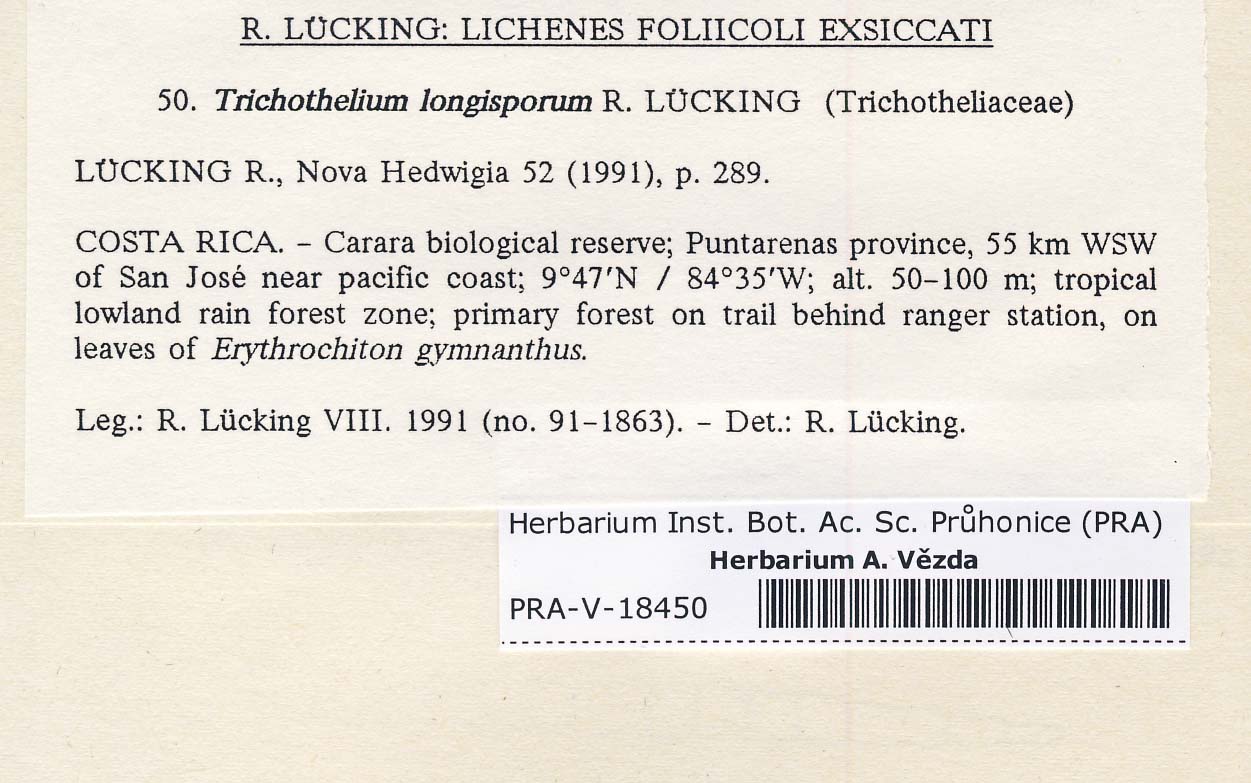 R. LÜCKING: LICHENES FOLIICOLI EXSICCATI
50. Trichothelium longisporum R. LÜCKING (Trichotheliaceae)
LÜCKING R., Nova Hedwigia 52 (1991), p. 289.
COSTA RICA. – Carara biological reserve; Puntarenas province, 55 km WSW
of San José near pacific coast; 9°47′N / 84°35′W; alt. 50–100 m; tropical
lowland rain forest zone; primary forest on trail behind ranger station, on
leaves of Erythrochiton gymnanthus.
Leg.: R. Lücking VIII. 1991 (no. 91–1863). – Det.: R. Lücking.
Herbarium Inst. Bot. Ac. Sc. Průhonice (PRA)
Herbarium A. Vězda
PRA-V-18450